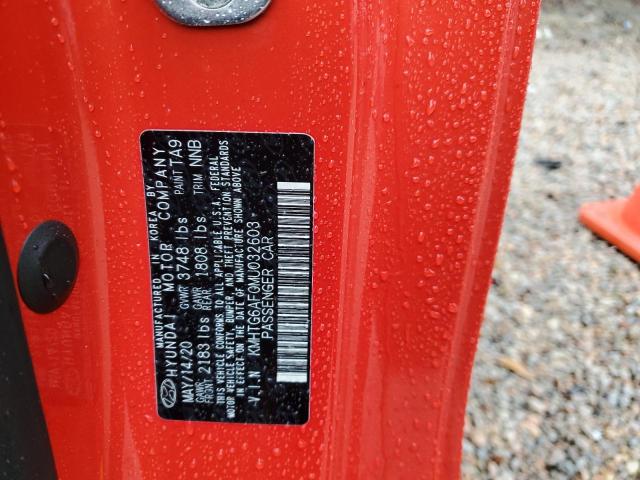 MANUFACTURED IN KOREA BY
HYUNDAI MOTOR COMPANY
MAY/14/20 GVWR 3748 lbs PAINT TA9
GAWR FRONT 2183 lbs GAWR REAR 1808 lbs TRIM NNB
THIS VEHICLE CONFORMS TO ALL APPLICABLE U.S.A. FEDERAL
MOTOR VEHICLE SAFETY, BUMPER, AND THEFT PREVENTION STANDARDS
IN EFFECT ON THE DATE OF MANUFACTURE SHOWN ABOVE
V.I.N : KMHTG6AF0MU032603
PASSENGER CAR